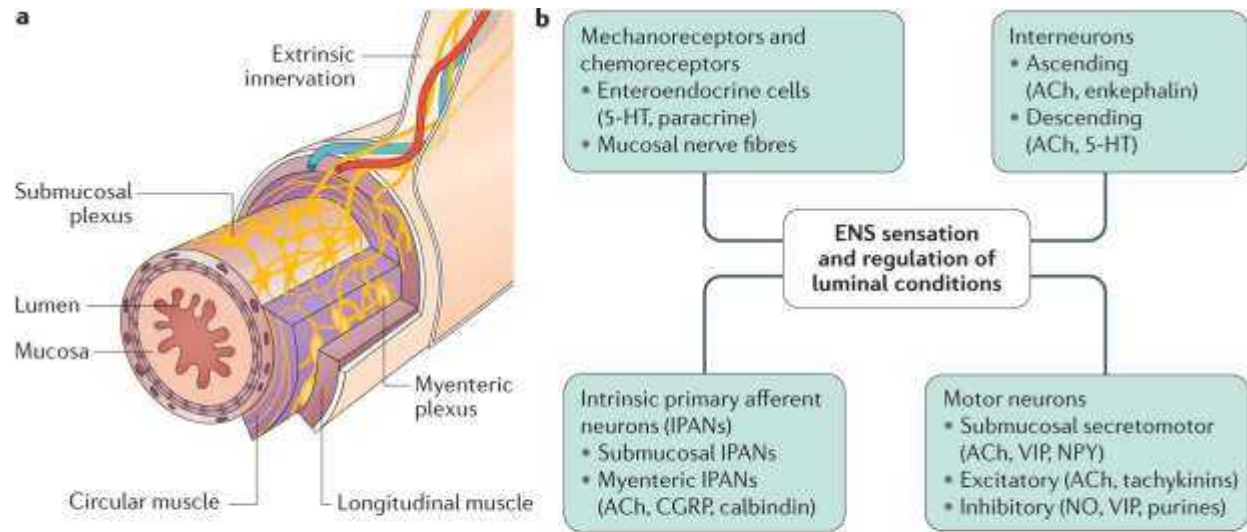 a
Extrinsic
innervation
Submucosal
plexus
Lumen
Mucosa
Myenteric
plexus
Circular muscle
Longitudinal muscle
b
Mechanoreceptors and
chemoreceptors
• Enteroendocrine cells
(5-HT, paracrine)
• Mucosal nerve fibres
Interneurons
• Ascending
(ACh, enkephalin)
• Descending
(ACh, 5-HT)
ENS sensation
and regulation of
luminal conditions
Intrinsic primary afferent
neurons (IPANs)
• Submucosal IPANs
• Myenteric IPANs
(ACh, CGRP, calbindin)
Motor neurons
• Submucosal secretomotor
(ACh, VIP, NPY)
• Excitatory (ACh, tachykinins)
• Inhibitory (NO, VIP, purines)